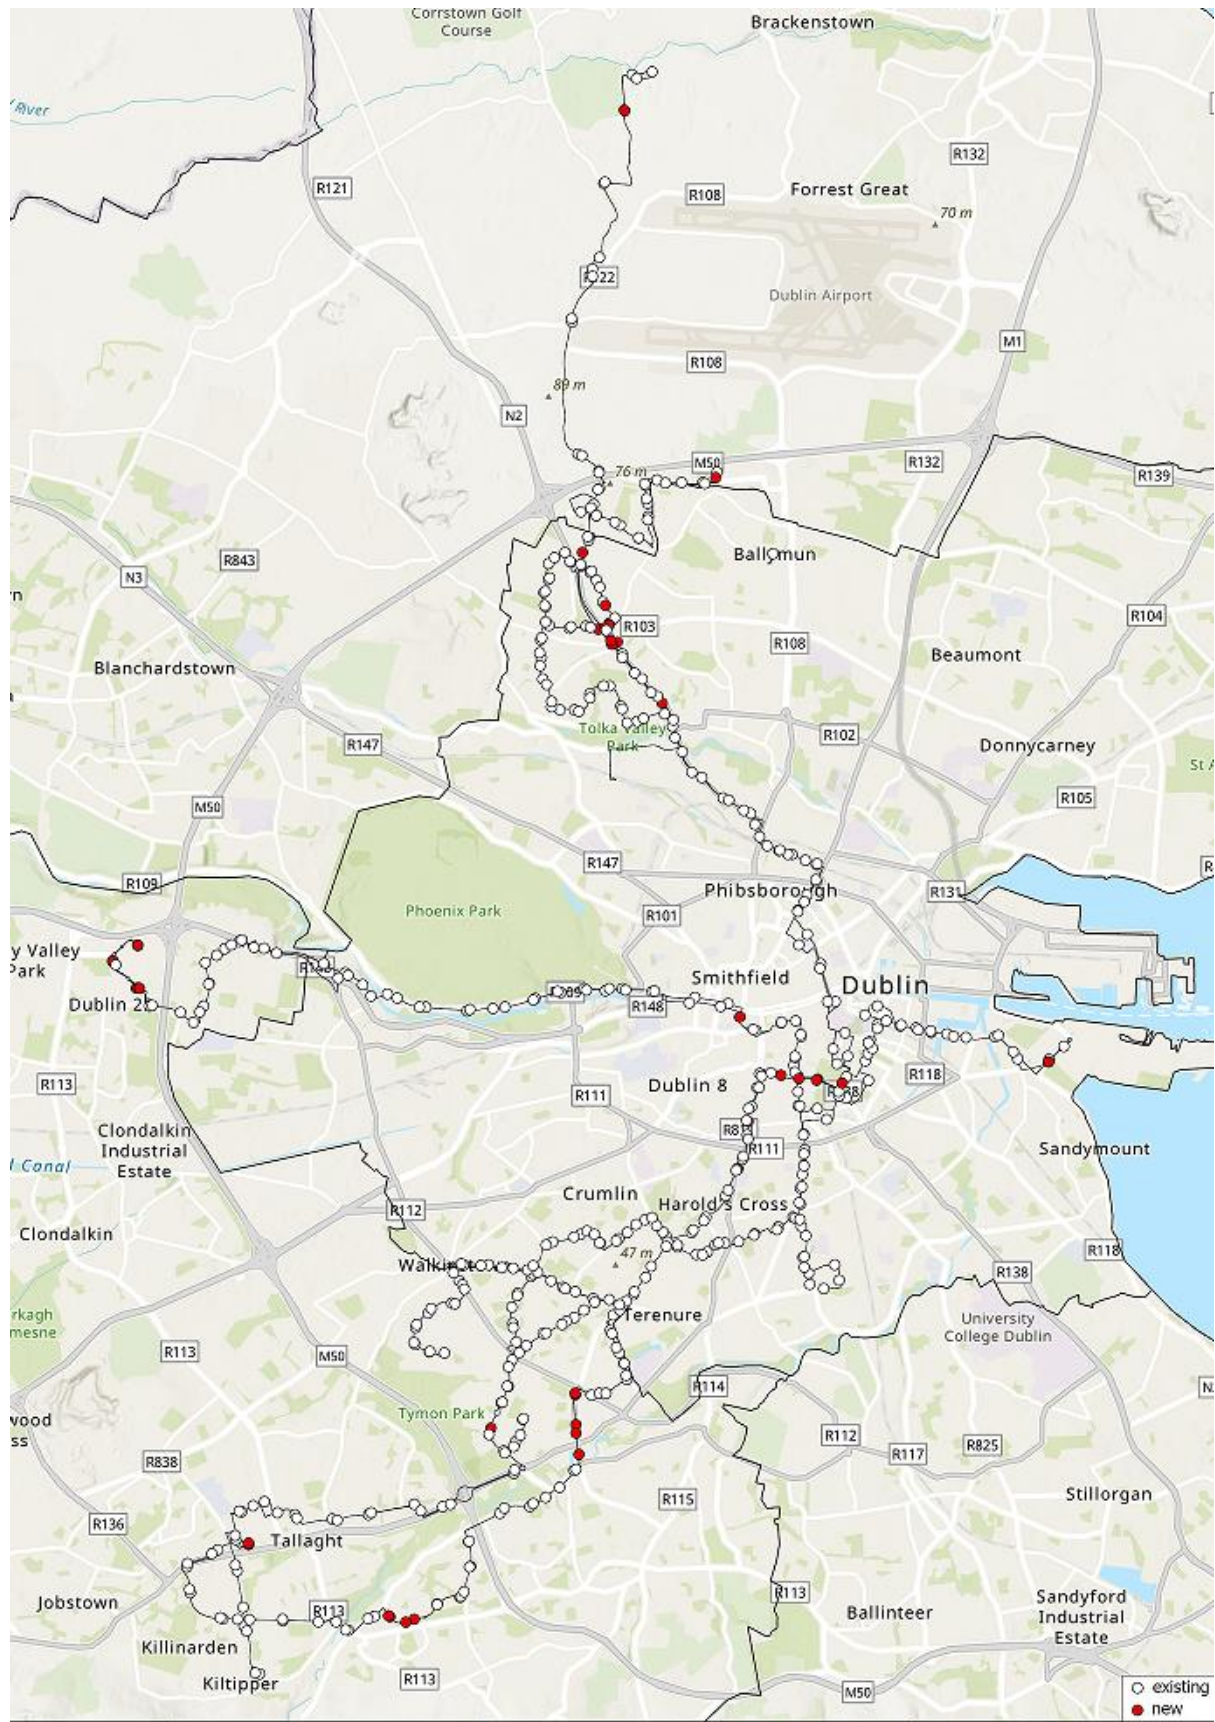 Corrstown Golf
Course
Brackenstown
River
R132
R121
Forrest Great
R108
70 m
Dublin Airport
M1
R108
89 m
N2
M50
R132
76 m
R139
Ballymun
R843
N3
R104
R103
R108
Beaumont
Blanchardstown
Tolka Valley
Park
R102
R147
Donnycarney
St A
R105
M50
R147
R109
Phibsborough
R131
Phoenix Park
R101
y Valley
Park
Smithfield
Dublin
Dublin 22
R148
R118
R113
Dublin 8
R111
Clondalkin
Industrial
Estate
R111
Sandymount
Canal
Crumlin
Harold's Cross
R112
Clondalkin
R118
47 m
R138
rkagh
mesne
Terenure
University
College Dublin
R113
M50
R114
N
wood
ss
Tymon Park
R112
R117
R825
R838
R115
Stillorgan
R136
Tallaght
R113
Jobstown
R113
Ballinteer
Sandyford
Industrial
Estate
Killinarden
R113
Kiltipper
M50
existing
new